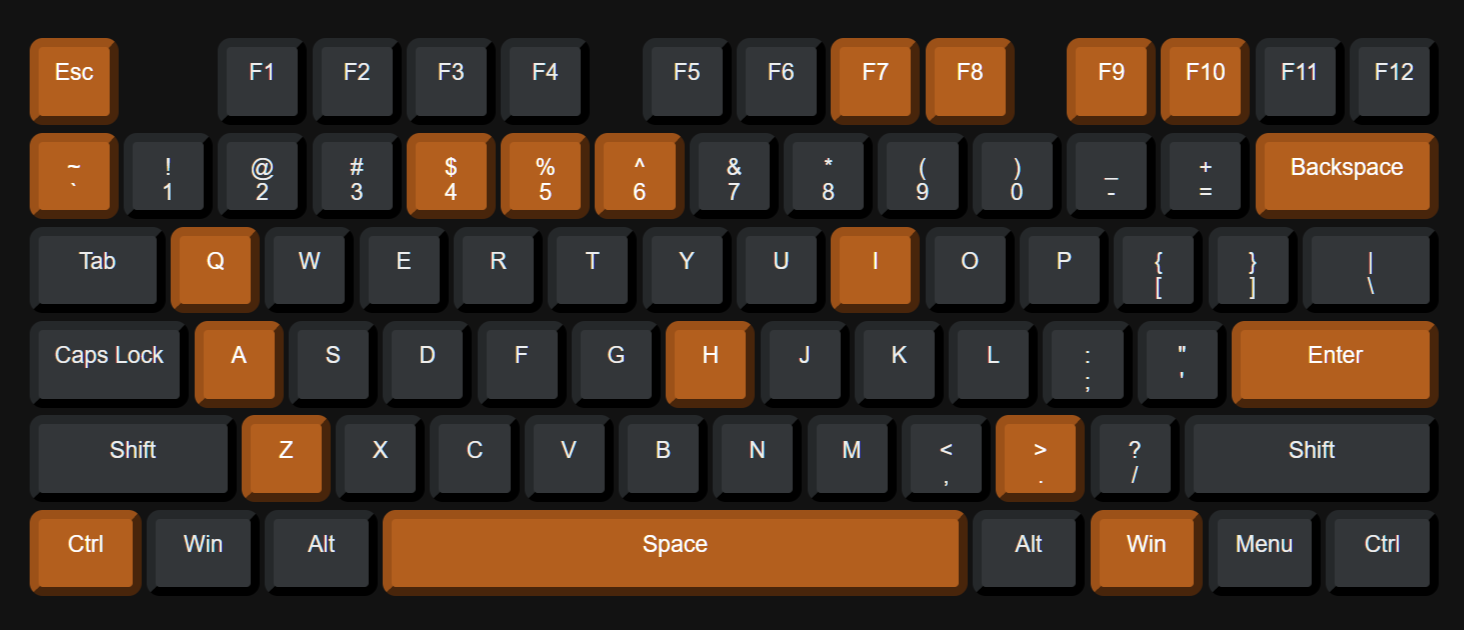 Esc F1 F2 F3 F4 F5 F6 F7 F8 F9 F10 F11 F12
~ ! @ # $ % ^ & * ( ) _ + Backspace
` 1 2 3 4 5 6 7 8 9 0 - =
Tab Q W E R T Y U I O P { } |
[ ] \
Caps Lock A S D F G H J K L : " Enter
; '
Shift Z X C V B N M < > ? Shift
, . /
Ctrl Win Alt Space Alt Win Menu Ctrl